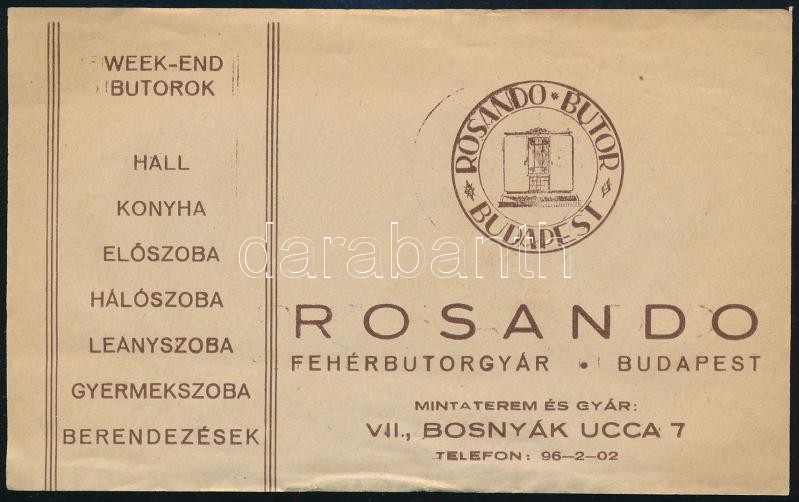 WEEK-END
BUTOROK
HALL
KONYHA
ELŐSZOBA
HÁLÓSZOBA
LEÁNYSZOBA
GYERMEKSZOBA
BERENDEZÉSEK
ROSANDO * BUTOR
* BUDAPEST *
darabanth
ROSANDO
FEHÉRBUTORGYÁR • BUDAPEST
MINTATEREM ÉS GYÁR:
VII., BOSNYÁK UCCA 7
TELEFON: 96-2-02